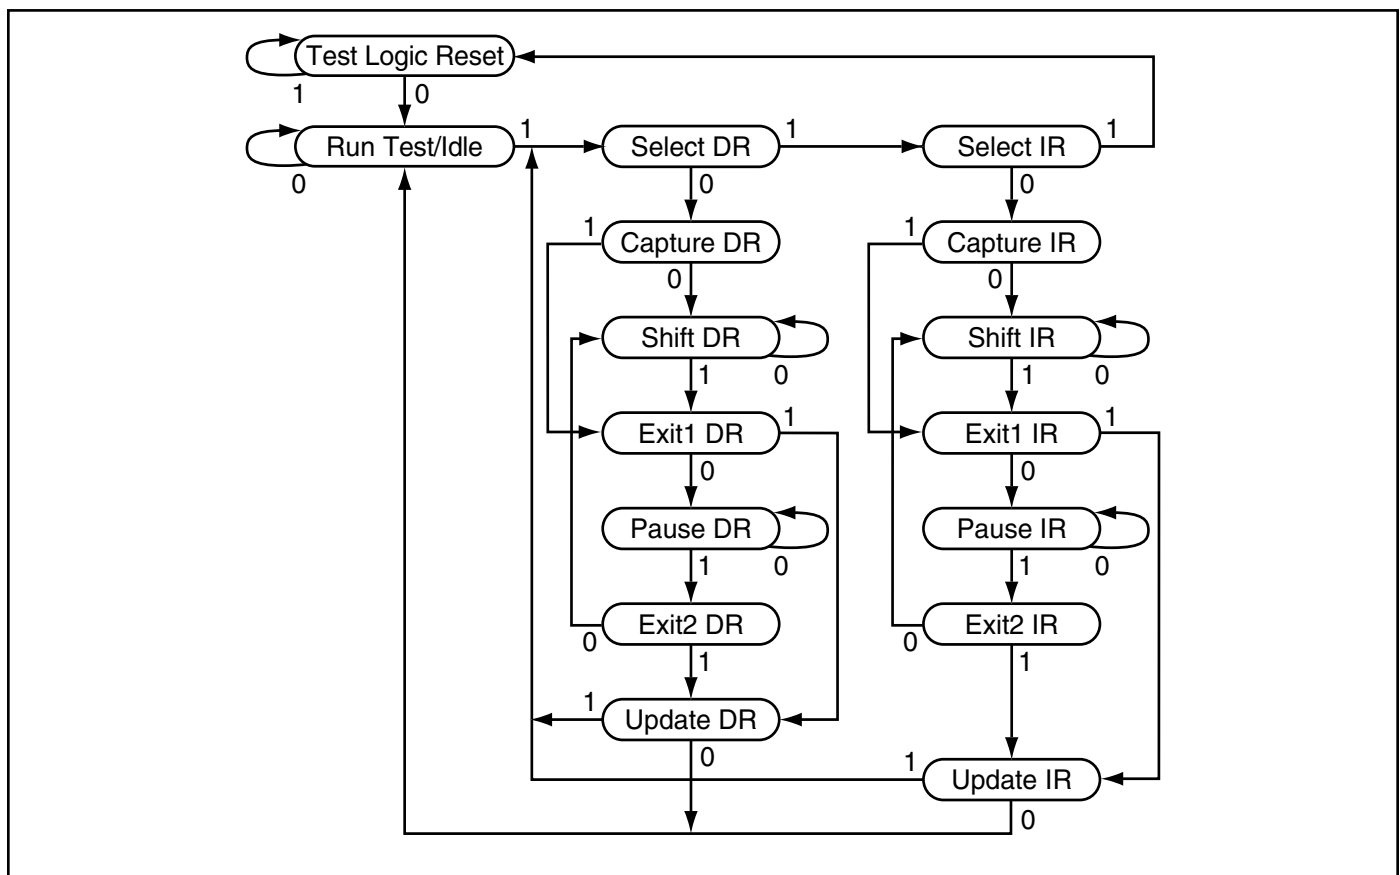 Test Logic Reset
1 0
Run Test/Idle 1 Select DR 1 Select IR 1
0 0 0
1 Capture DR 1 Capture IR
0 0
Shift DR Shift IR
1 0 1 0
Exit1 DR 1 Exit1 IR 1
0 0
Pause DR Pause IR
1 0 1 0
Exit2 DR Exit2 IR
0 1 0 1
1 Update DR
0 1
Update IR
0